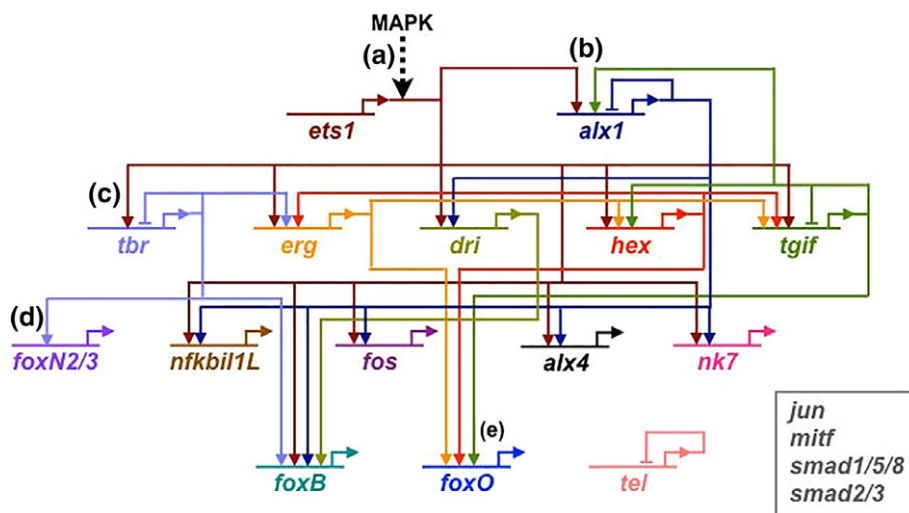 MAPK
(a)
(b)
ets1
alx1
(c)
tbr
erg
dri
hex
tgif
(d)
foxN2/3
nfkbil1L
fos
alx4
nk7
(e)
foxB
foxO
tel
jun
mitf
smad1/5/8
smad2/3